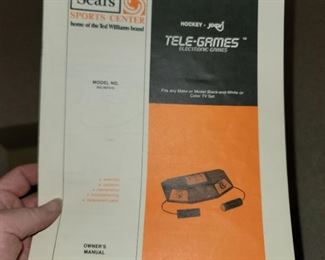 Sears
SPORTS CENTER
home of the Ted Williams brand
HOCKEY -
TELE-GAMES™
ELECTRONIC GAMES
MODEL NO.
Fits any Make or Model Black-and-White or
Color TV Set
OWNER'S
MANUAL